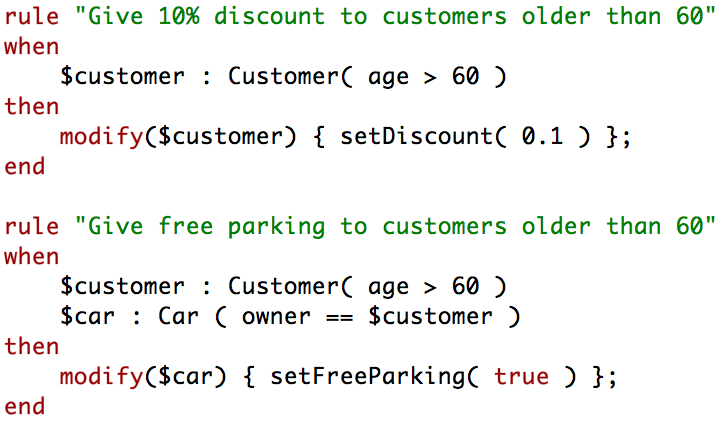 rule "Give 10% discount to customers older than 60"
when
    $customer : Customer( age > 60 )
then
    modify($customer) { setDiscount( 0.1 ) };
end

rule "Give free parking to customers older than 60"
when
    $customer : Customer( age > 60 )
    $car : Car ( owner == $customer )
then
    modify($car) { setFreeParking( true ) };
end